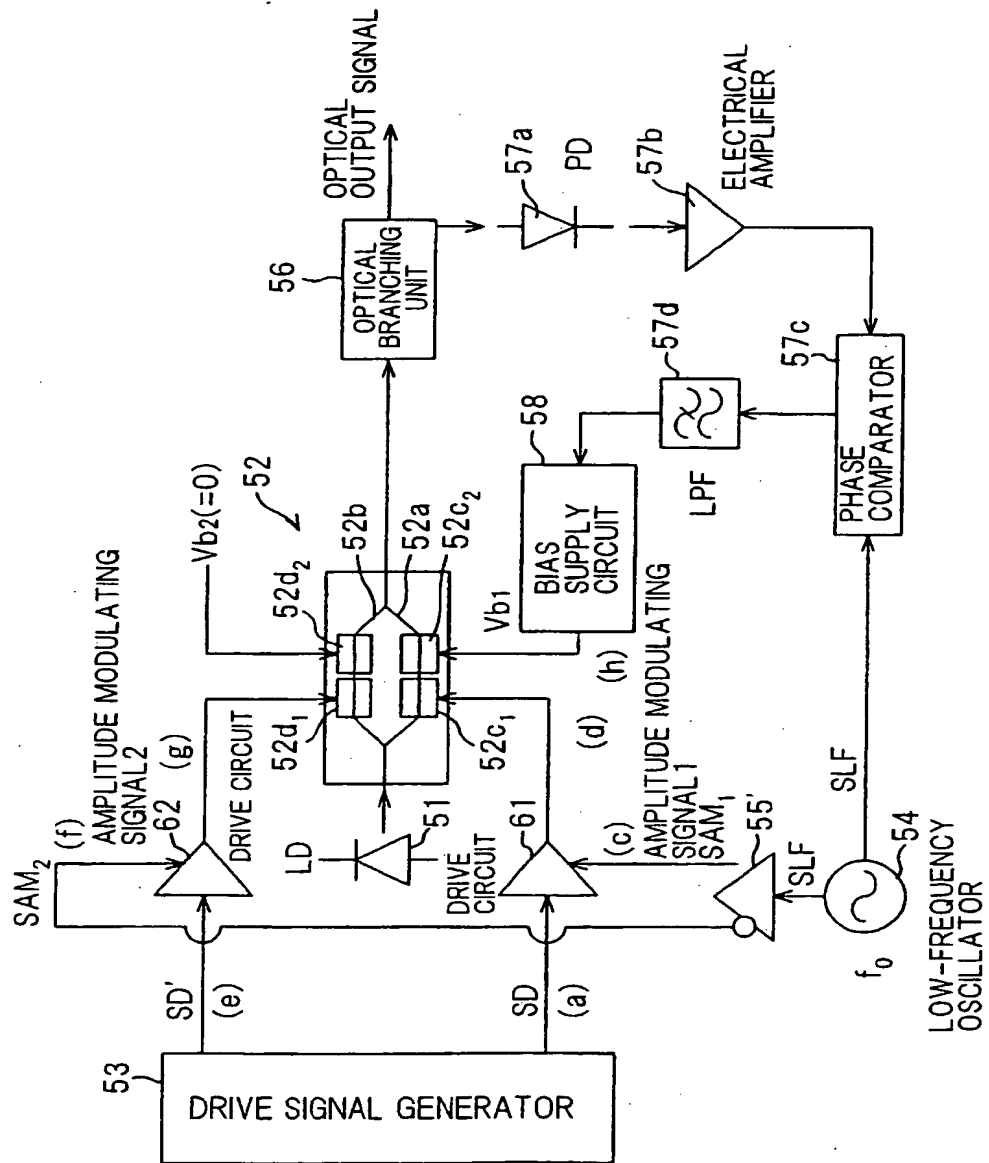 OPTICAL
OUTPUT SIGNAL
56
OPTICAL
BRANCHING
UNIT
57a
PD
57b
ELECTRICAL
AMPLIFIER
57d
LPF
57c
PHASE
COMPARATOR
58
BIAS
SUPPLY
CIRCUIT
Vb1
(h)
Vb2(=0)
52
52b
52a
52c2
52d2
52d1
52c1
(f)
AMPLITUDE MODULATING
SIGNAL2
SAM2
62
(g)
DRIVE CIRCUIT
LD
51
DRIVE
CIRCUIT
61
(d)
(c)
AMPLITUDE MODULATING
SIGNAL1
SAM1
55'
SLF
SLF
54
f0
LOW-FREQUENCY
OSCILLATOR
SD'
(e)
SD
(a)
53
DRIVE SIGNAL GENERATOR